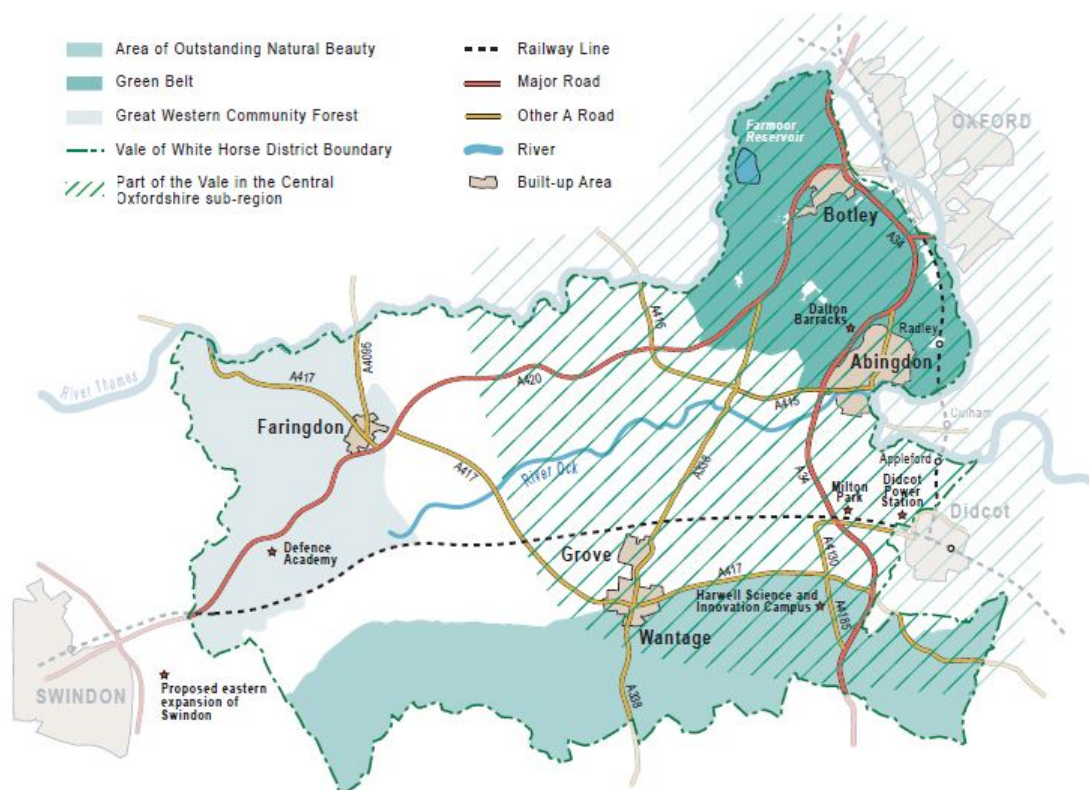 Area of Outstanding Natural Beauty
Green Belt
Great Western Community Forest
Vale of White Horse District Boundary
Part of the Vale in the Central
Oxfordshire sub-region
Railway Line
Major Road
Other A Road
River
Built-up Area
Farmoor
Reservoir
OXFORD
Botley
A34
Dalton
Barracks
Radley
Abingdon
A415
A415
A420
A4095
A417
River Thames
Faringdon
A417
River Ock
A338
A34
Culham
Appleford
Milton
Park
Didcot
Power
Station
Didcot
Defence
Academy
Grove
A417
A4130
Harwell Science and
Innovation Campus
A4185
Wantage
A338
SWINDON
Proposed eastern
expansion of
Swindon